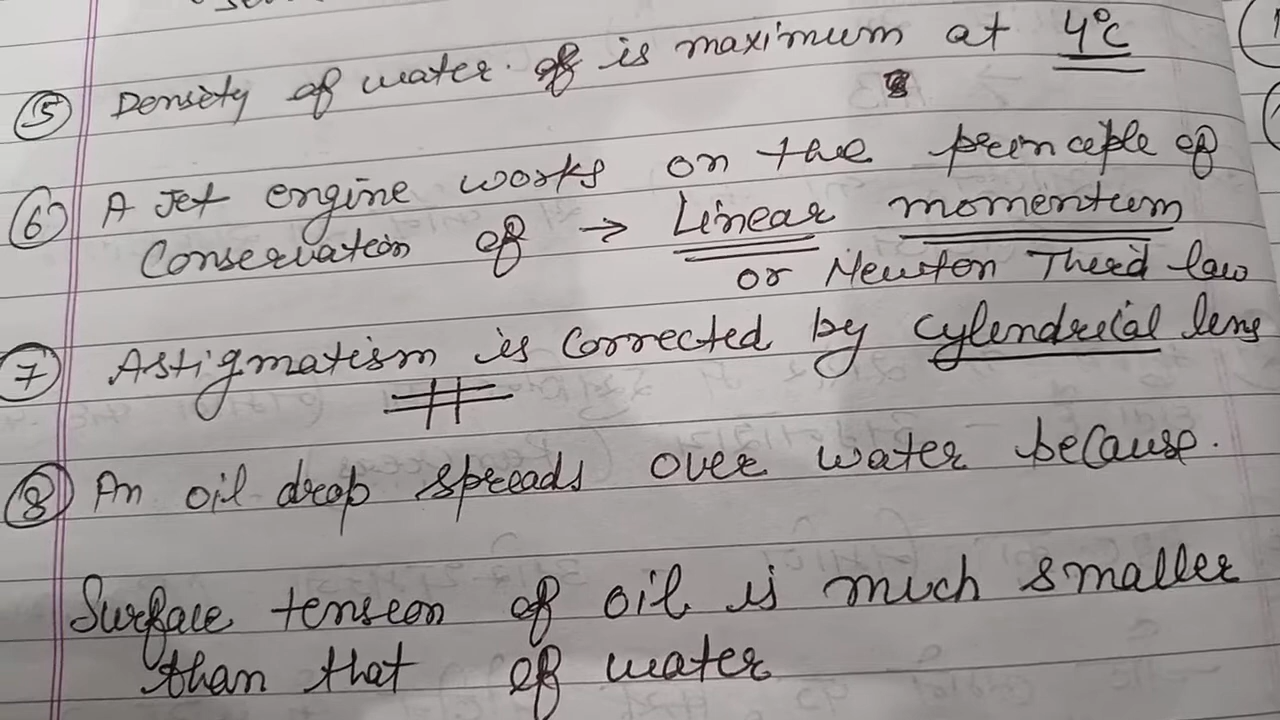 ⑤ Density of water. of is maximum at 4°C
⑥ A Jet engine works on the principle of
Conservation of → Linear momentum
or Newton Third law
⑦ Astigmatism is Corrected by cylendrical lens
⑧ An oil drop spreads over water because.
Surface tension of oil is much smaller
than that of water